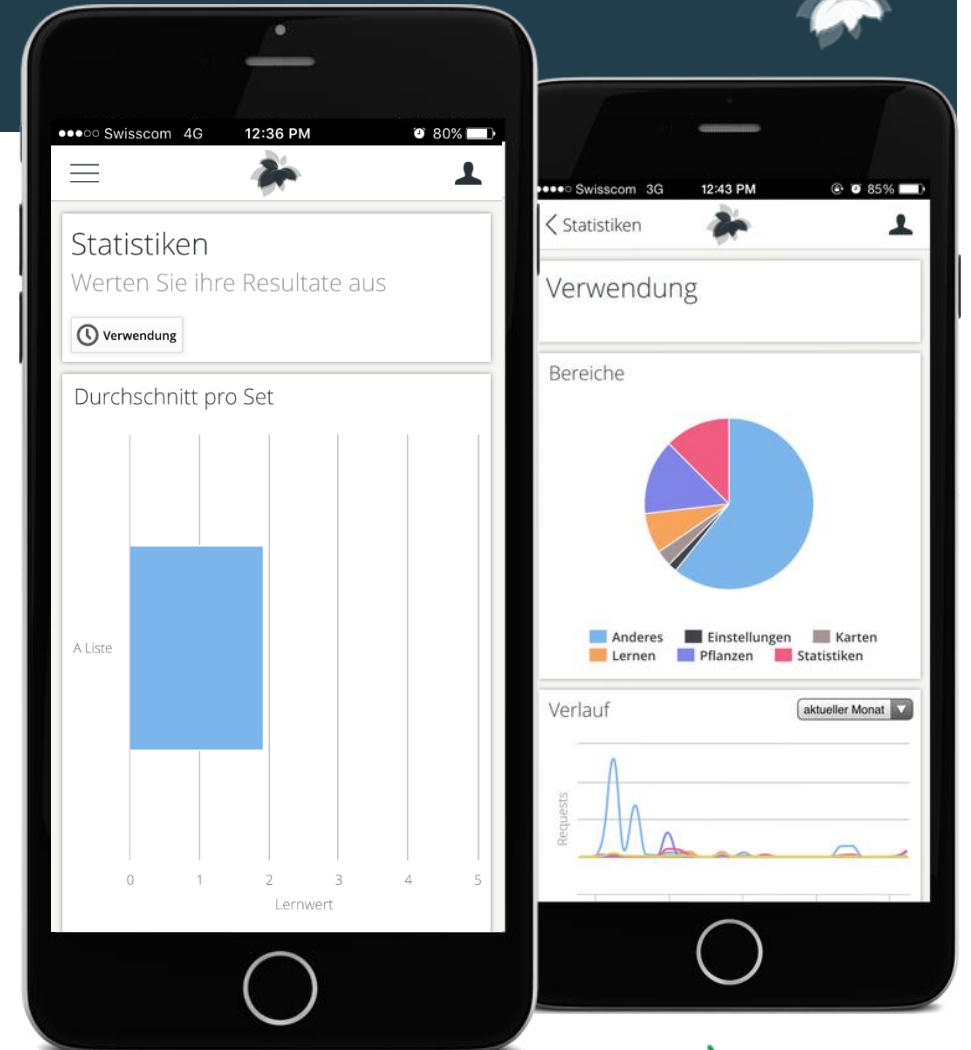 Swisscom 4G 12:36 PM 80%
Statistiken
Werten Sie ihre Resultate aus
Verwendung
Durchschnitt pro Set
A Liste
0 1 2 3 4 5
Lernwert
Swisscom 3G 12:43 PM 85%
Statistiken
Verwendung
Bereiche
Anderes Einstellungen Karten
Lernen Pflanzen Statistiken
Verlauf
aktueller Monat
Requests